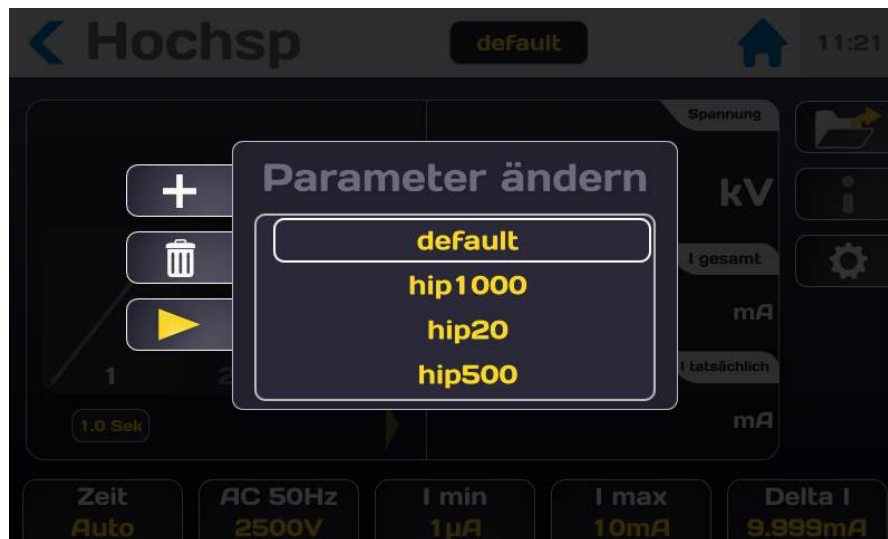 Hochsp
default
11:21
Spannung
kV
Parameter ändern
default
hip1000
hip20
hip500
I gesamt
mA
I tatsächlich
mA
1
2
1.0 Sek
Zeit
Auto
AC 50Hz
2500V
I min
1µA
I max
10mA
Delta I
9.999mA